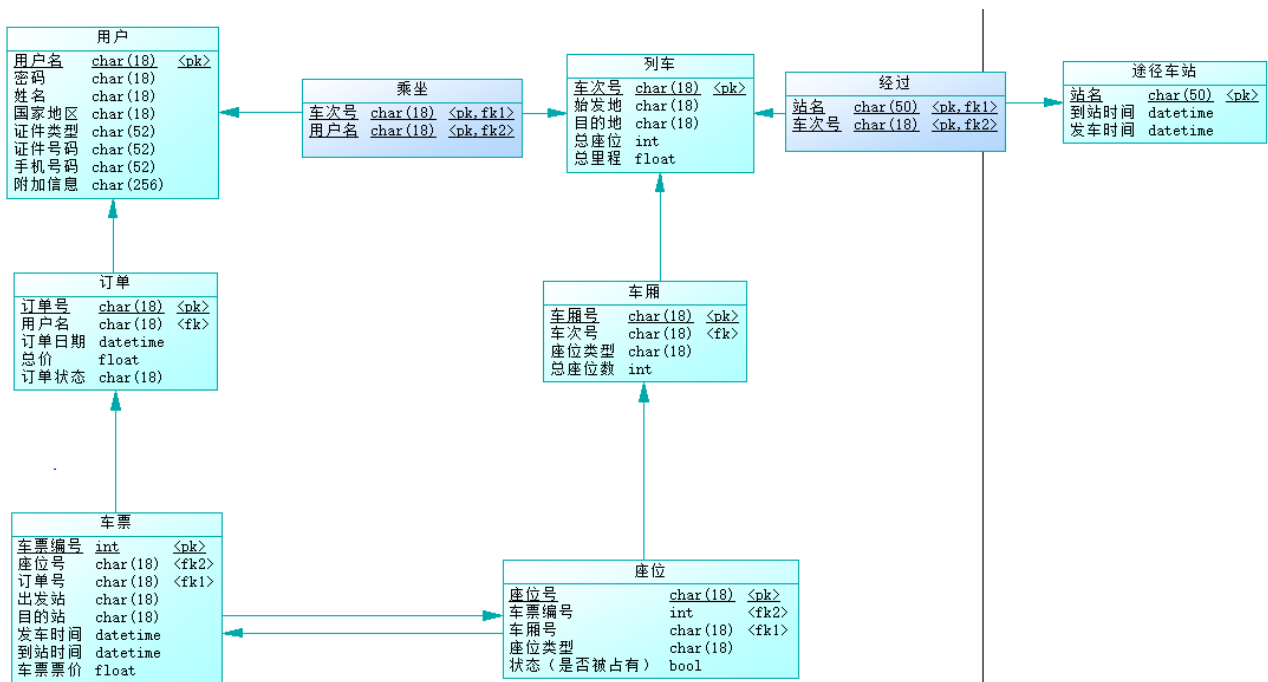 用户
用户名 char(18) <pk>
密码 char(18)
姓名 char(18)
国家地区 char(18)
证件类型 char(52)
证件号码 char(52)
手机号码 char(52)
附加信息 char(256)
乘坐
车次号 char(18) <pk,fk1>
用户名 char(18) <pk,fk2>
列车
车次号 char(18) <pk>
始发地 char(18)
目的地 char(18)
总座位 int
总里程 float
经过
站名 char(50) <pk,fk1>
车次号 char(18) <pk,fk2>
途径车站
站名 char(50) <pk>
到站时间 datetime
发车时间 datetime
订单
订单号 char(18) <pk>
用户名 char(18) <fk>
订单日期 datetime
总价 float
订单状态 char(18)
车厢
车厢号 char(18) <pk>
车次号 char(18) <fk>
座位类型 char(18)
总座位数 int
车票
车票编号 int <pk>
座位号 char(18) <fk2>
订单号 char(18) <fk1>
出发站 char(18)
目的站 char(18)
发车时间 datetime
到站时间 datetime
车票票价 float
座位
座位号 char(18) <pk>
车票编号 int <fk2>
车厢号 char(18) <fk1>
座位类型 char(18)
状态（是否被占有） bool